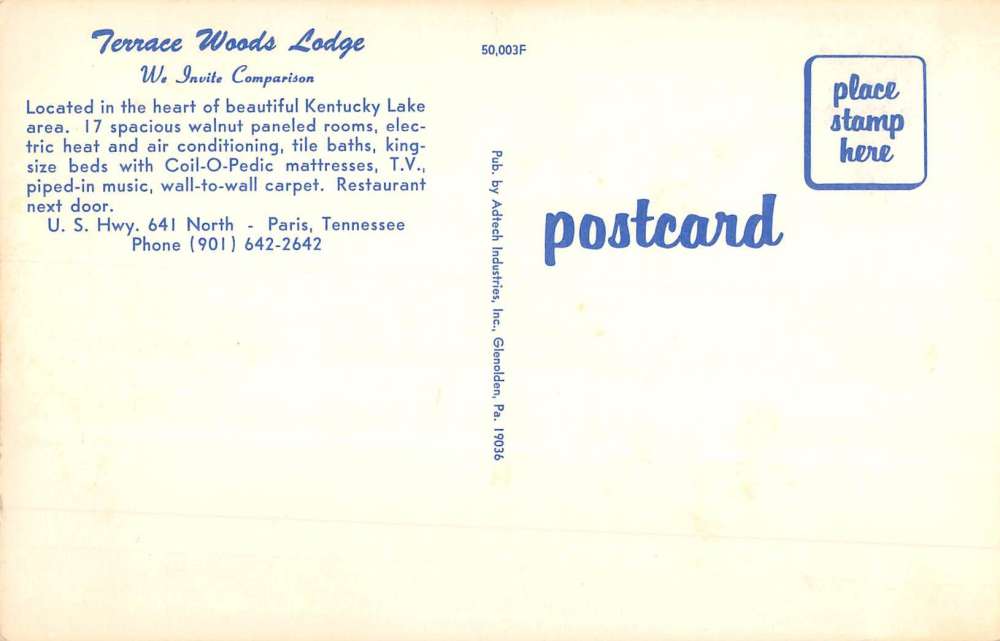 Terrace Woods Lodge
We Invite Comparison
Located in the heart of beautiful Kentucky Lake
area. 17 spacious walnut paneled rooms, elec-
tric heat and air conditioning, tile baths, king-
size beds with Coil-O-Pedic mattresses, T.V.,
piped-in music, wall-to-wall carpet. Restaurant
next door.
U. S. Hwy. 641 North - Paris, Tennessee
Phone (901) 642-2642
50,003F
Pub. by Adtech Industries, Inc., Glenolden, Pa. 19036
place
stamp
here
postcard